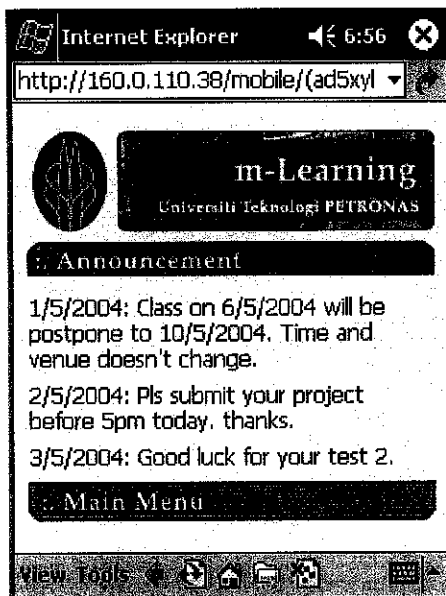 Internet Explorer 6:56
http://160.0.110.38/mobile/(ad5xyl
m-Learning
Universiti Teknologi PETRONAS
:. Announcement
1/5/2004: Class on 6/5/2004 will be
postpone to 10/5/2004. Time and
venue doesn't change.
2/5/2004: Pls submit your project
before 5pm today. thanks.
3/5/2004: Good luck for your test 2.
:. Main Menu
View Tools